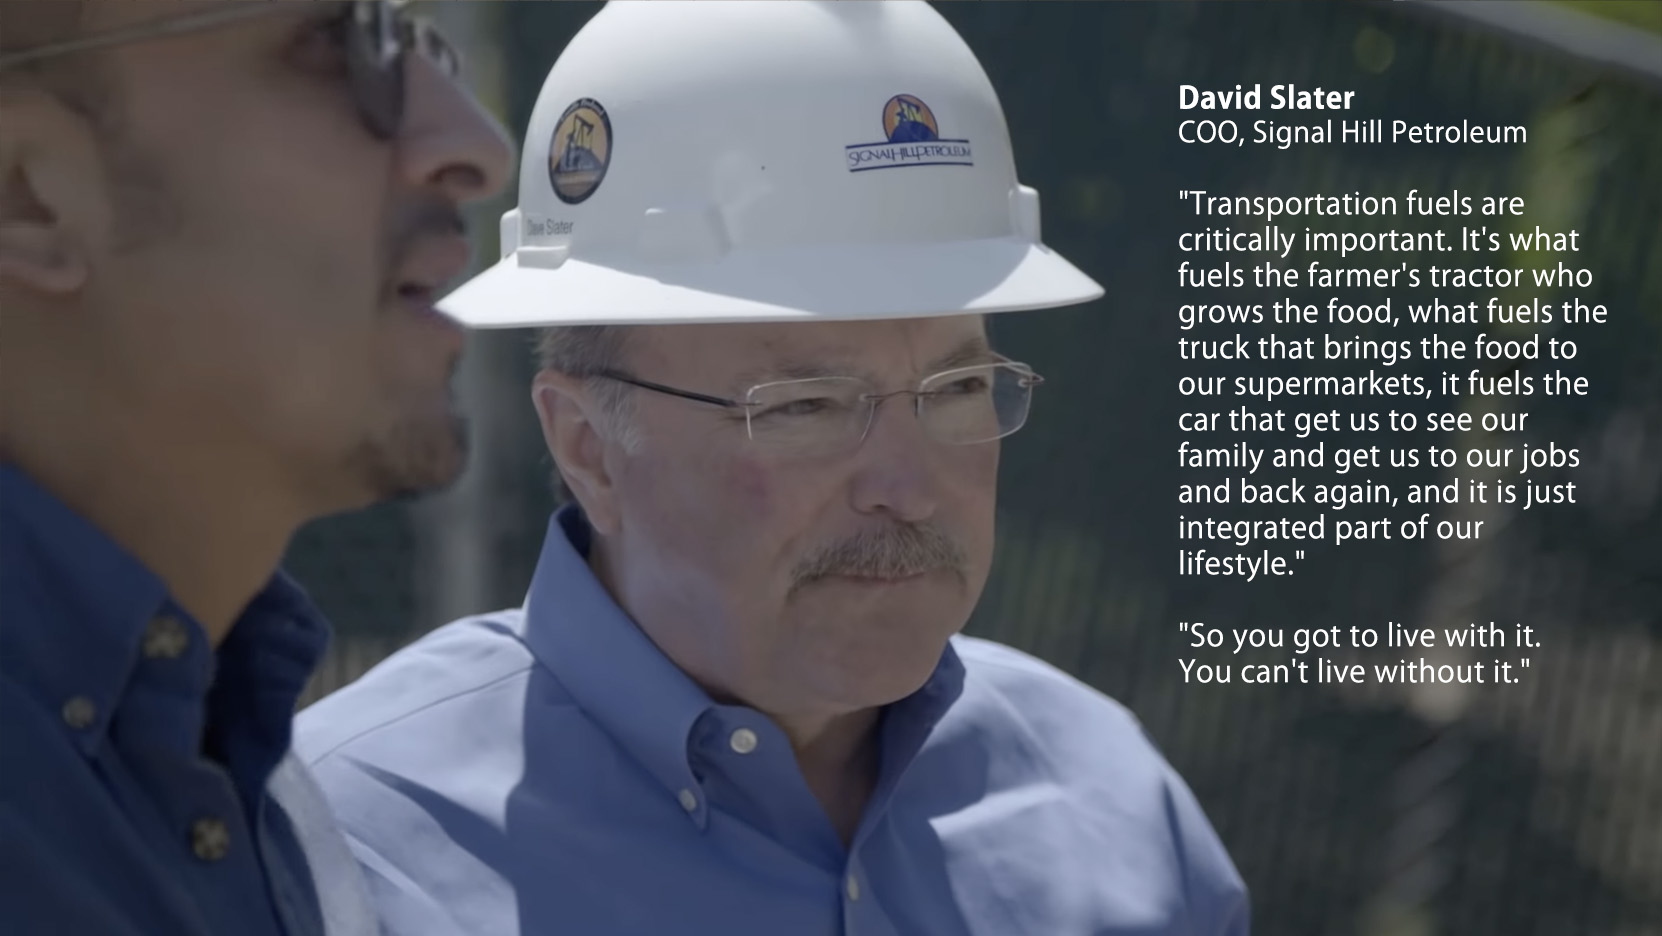 David Slater
COO, Signal Hill Petroleum
"Transportation fuels are
critically important. It's what
fuels the farmer's tractor who
grows the food, what fuels the
truck that brings the food to
our supermarkets, it fuels the
car that get us to see our
family and get us to our jobs
and back again, and it is just
integrated part of our
lifestyle."
"So you got to live with it.
You can't live without it."
SIGNAL HILL PETROLEUM
Dave Slater